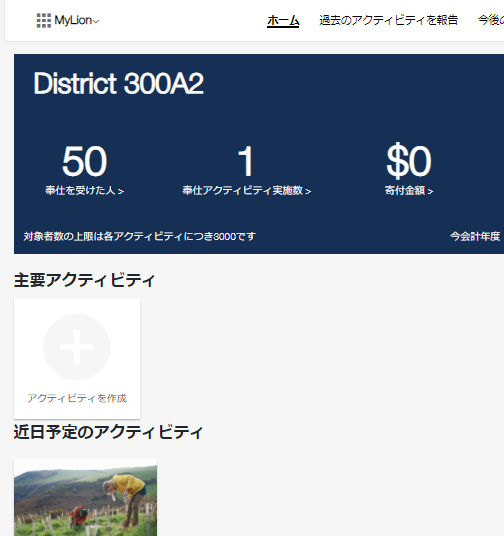 MyLion
ホーム 過去のアクティビティを報告 今後の
District 300A2
50 1 $0
奉仕を受けた人 > 奉仕アクティビティ実施数 > 寄付金額 >
対象者数の上限は各アクティビティにつき3000です 今会計年度
主要アクティビティ
アクティビティを作成
近日予定のアクティビティ